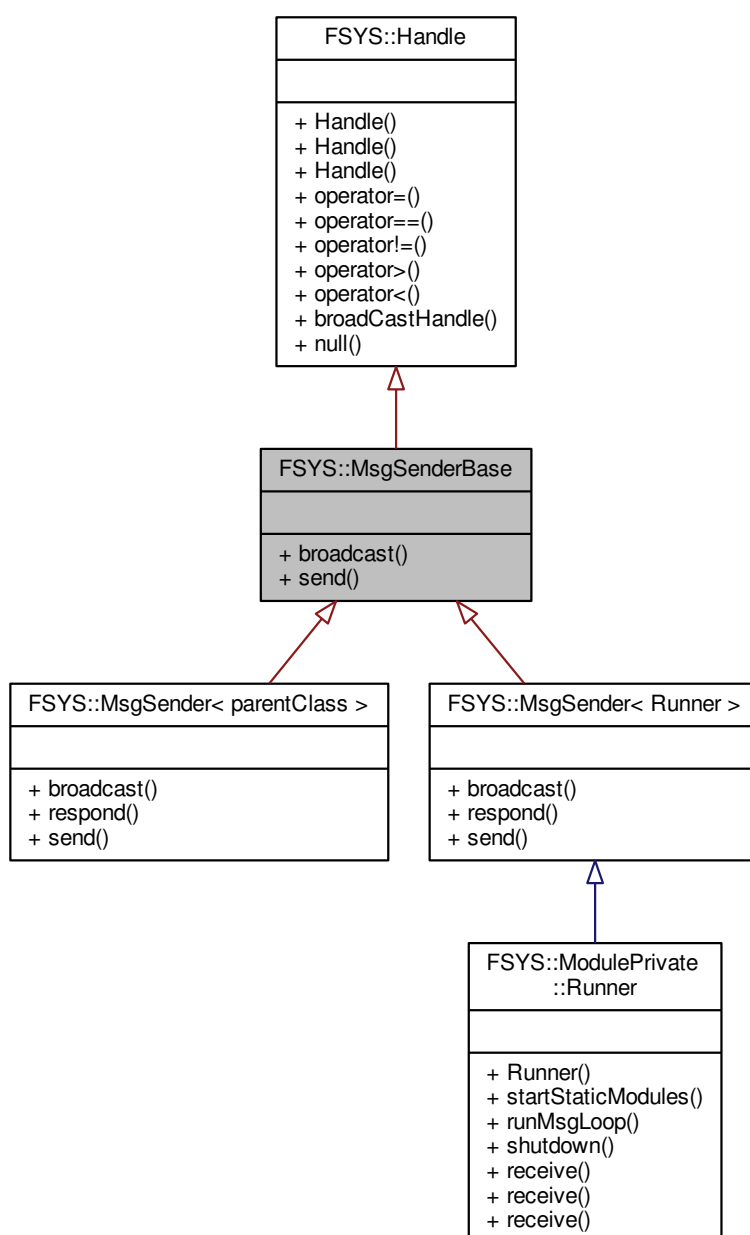 FSYS::Handle
+ Handle()
+ Handle()
+ Handle()
+ operator=()
+ operator==()
+ operator!=()
+ operator>()
+ operator<()
+ broadCastHandle()
+ null()
FSYS::MsgSenderBase
+ broadcast()
+ send()
FSYS::MsgSender< parentClass >
+ broadcast()
+ respond()
+ send()
FSYS::MsgSender< Runner >
+ broadcast()
+ respond()
+ send()
FSYS::ModulePrivate
::Runner
+ Runner()
+ startStaticModules()
+ runMsgLoop()
+ shutdown()
+ receive()
+ receive()
+ receive()